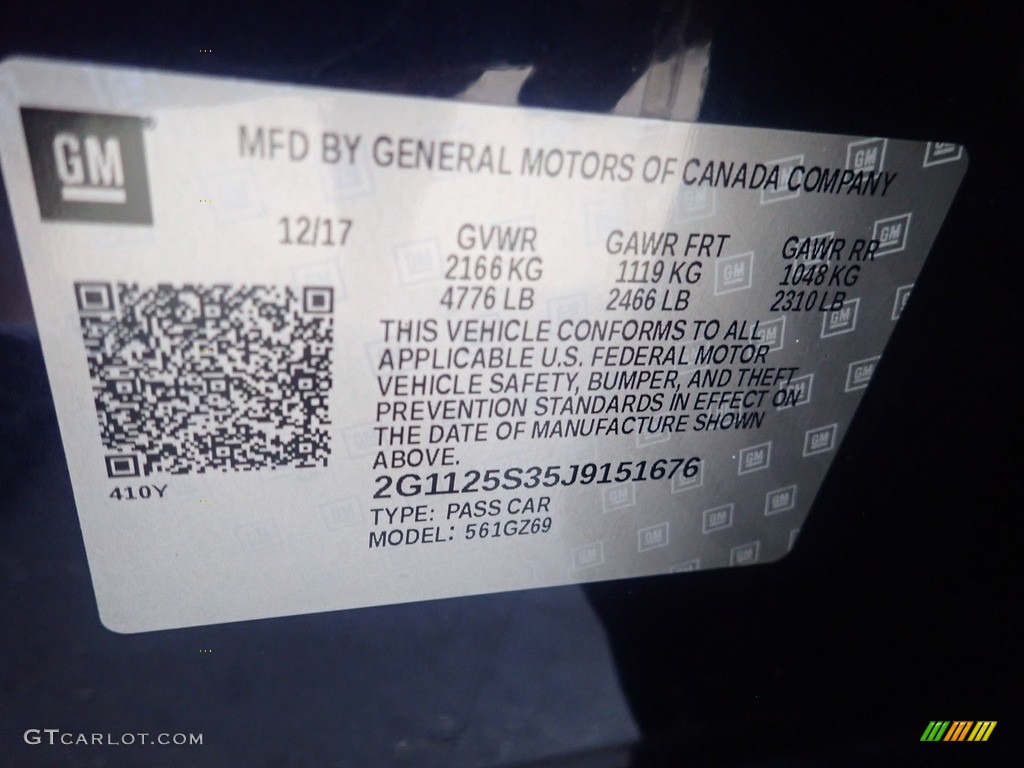 GM
MFD BY GENERAL MOTORS OF CANADA COMPANY
12/17
GVWR GAWR FRT GAWR RR
2166 KG 1119 KG 1048 KG
4776 LB 2466 LB 2310 LB
THIS VEHICLE CONFORMS TO ALL
APPLICABLE U.S. FEDERAL MOTOR
VEHICLE SAFETY, BUMPER, AND THEFT
PREVENTION STANDARDS IN EFFECT ON
THE DATE OF MANUFACTURE SHOWN
ABOVE.
2G1125S35J9151676
TYPE: PASS CAR
MODEL: 561GZ69
410Y
GTCARLOT.COM